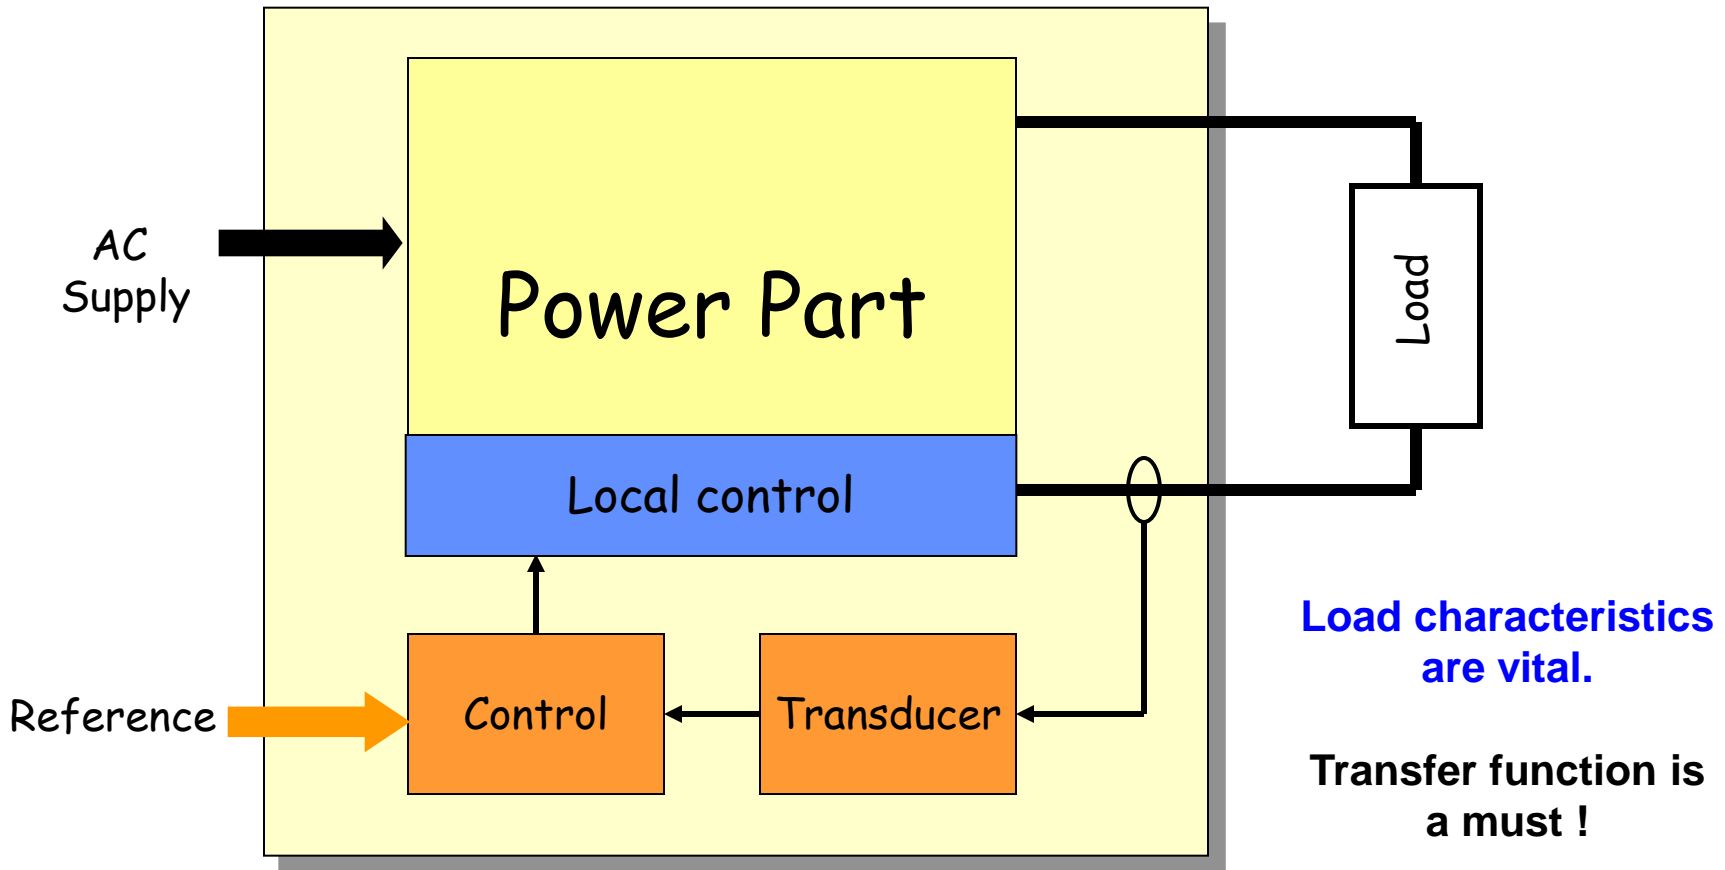 AC
Supply
Power Part
Load
Local control
Reference
Control
Transducer
Load characteristics
are vital.
Transfer function is
a must !